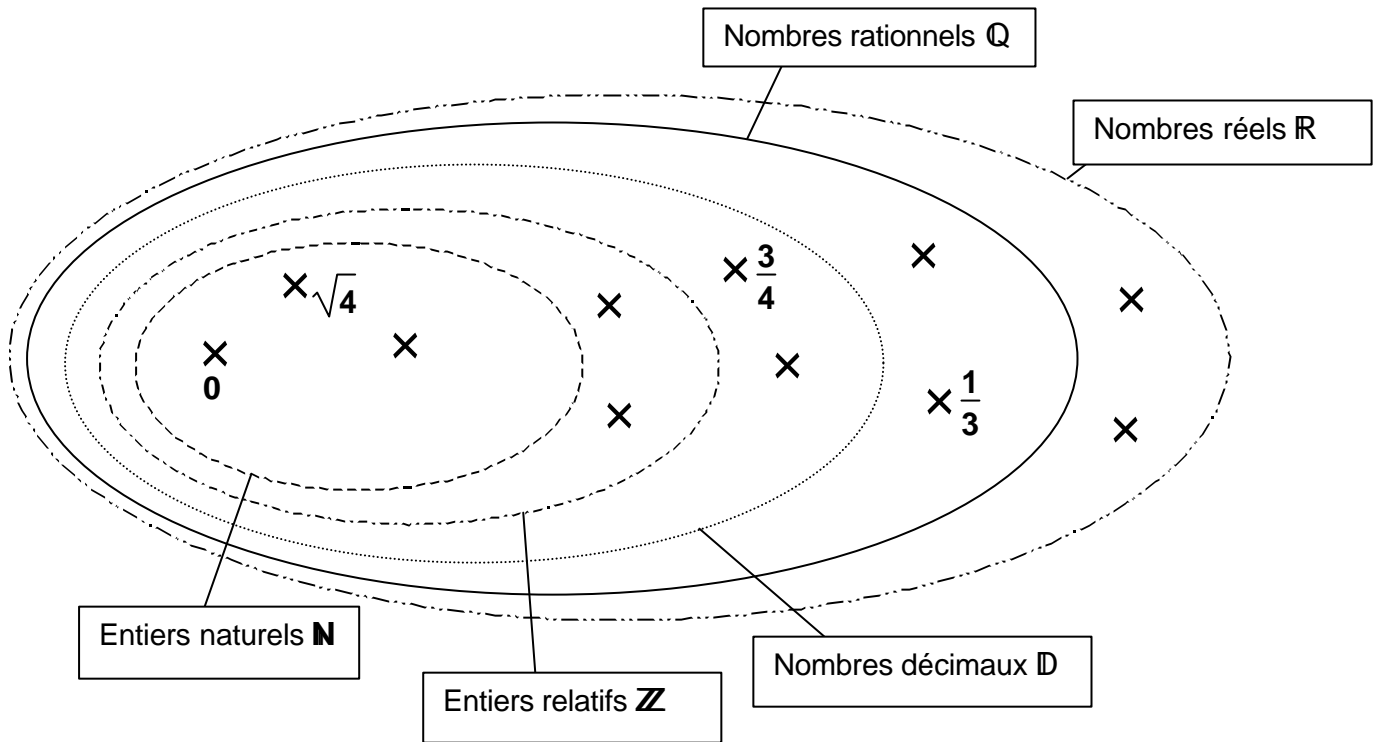 Nombres rationnels ℚ
Nombres réels ℝ
√4
3/4
0
1/3
Entiers naturels ℕ
Nombres décimaux 𝔻
Entiers relatifs ℤ